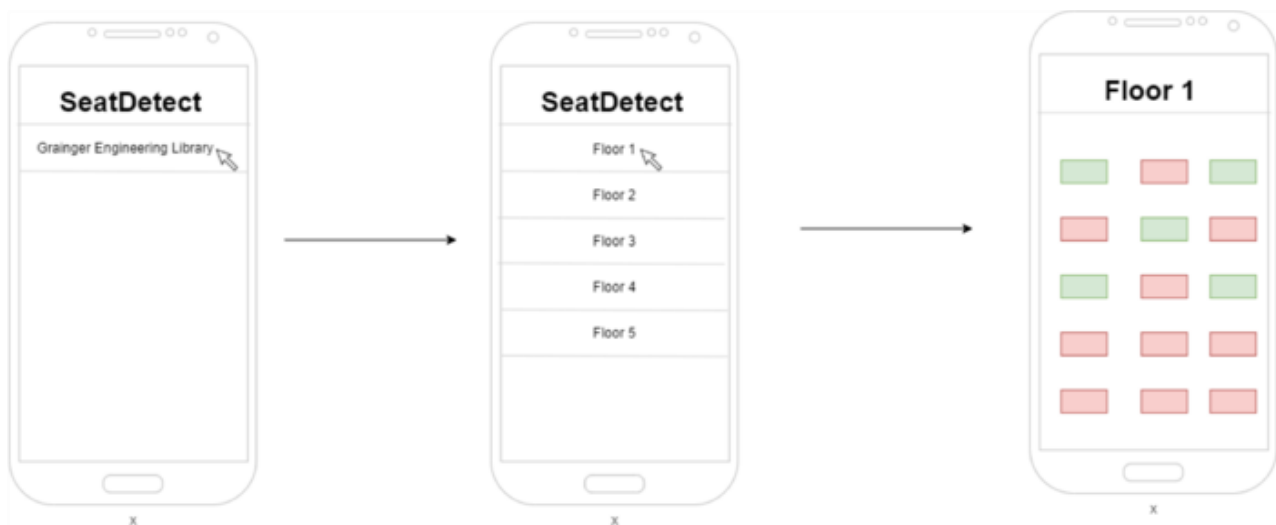 SeatDetect
Grainger Engineering Library
x
SeatDetect
Floor 1
Floor 2
Floor 3
Floor 4
Floor 5
x
Floor 1
x